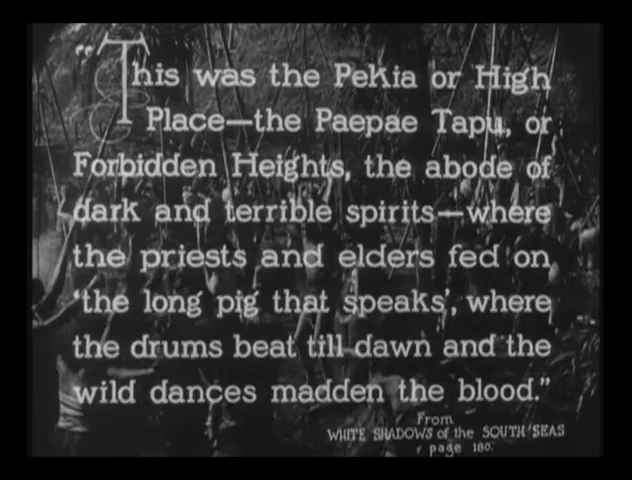 "This was the Pekia or High
Place—the Paepae Tapu, or
Forbidden Heights, the abode of
dark and terrible spirits—where
the priests and elders fed on
'the long pig that speaks', where
the drums beat till dawn and the
wild dances madden the blood."
From
WHITE SHADOWS of the SOUTH SEAS
page 180.